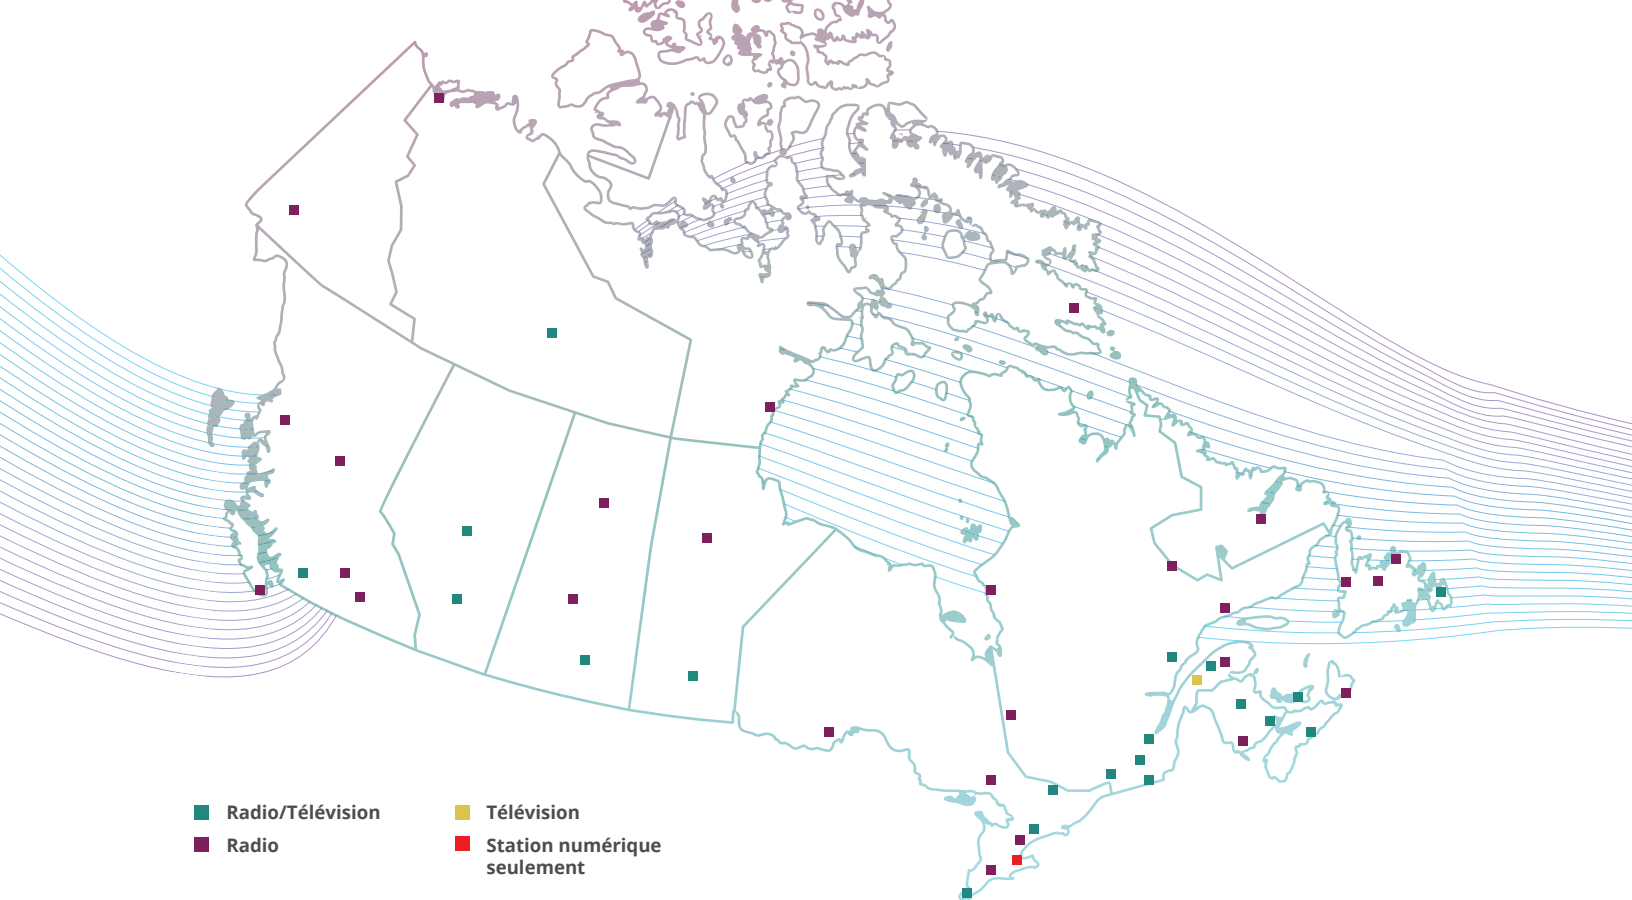 Radio/Télévision
Radio
Télévision
Station numérique
seulement